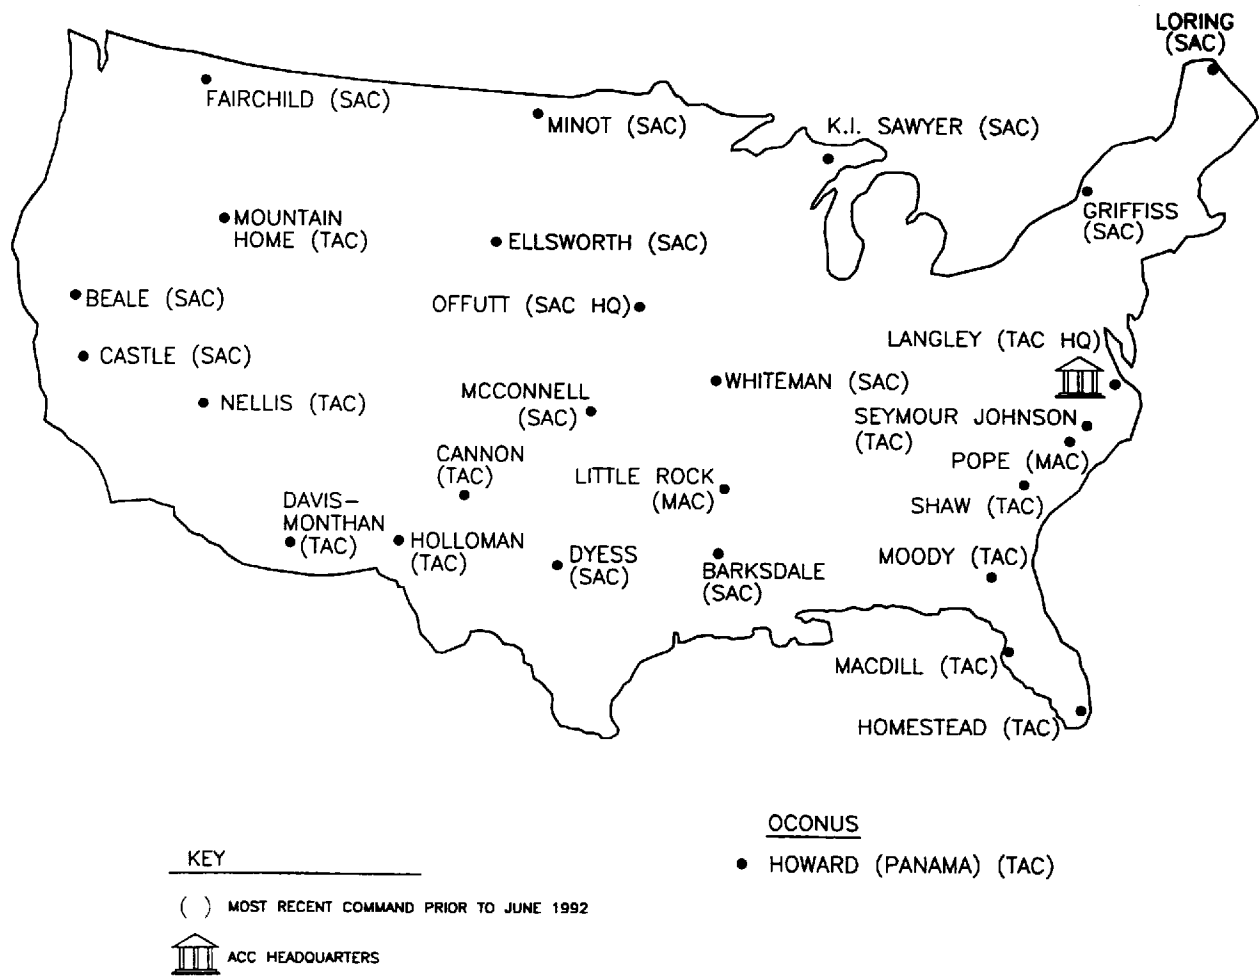 LORING
(SAC)
FAIRCHILD (SAC)
MINOT (SAC)
K.I. SAWYER (SAC)
GRIFFISS
(SAC)
MOUNTAIN
HOME (TAC)
ELLSWORTH (SAC)
BEALE (SAC)
OFFUTT (SAC HQ)
LANGLEY (TAC HQ)
CASTLE (SAC)
WHITEMAN (SAC)
MCCONNELL
(SAC)
NELLIS (TAC)
SEYMOUR JOHNSON
(TAC)
POPE (MAC)
CANNON
(TAC)
LITTLE ROCK
(MAC)
SHAW (TAC)
DAVIS-
MONTHAN
(TAC)
HOLLOMAN
(TAC)
DYESS
(SAC)
BARKSDALE
(SAC)
MOODY (TAC)
MACDILL (TAC)
HOMESTEAD (TAC)
OCONUS
HOWARD (PANAMA) (TAC)
KEY
( ) MOST RECENT COMMAND PRIOR TO JUNE 1992
ACC HEADQUARTERS